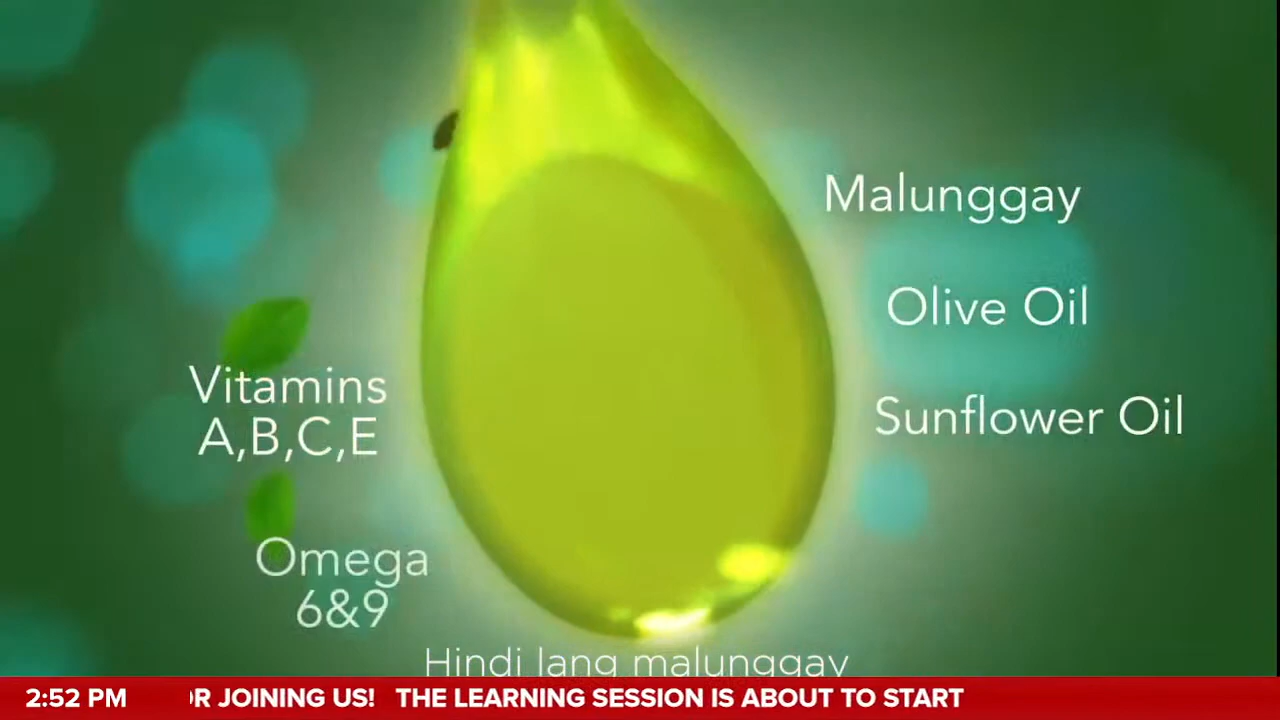 Malunggay
Olive Oil
Sunflower Oil
Vitamins
A,B,C,E
Omega
6&9
Hindi lang malunggay
2:52 PM
R JOINING US! THE LEARNING SESSION IS ABOUT TO START